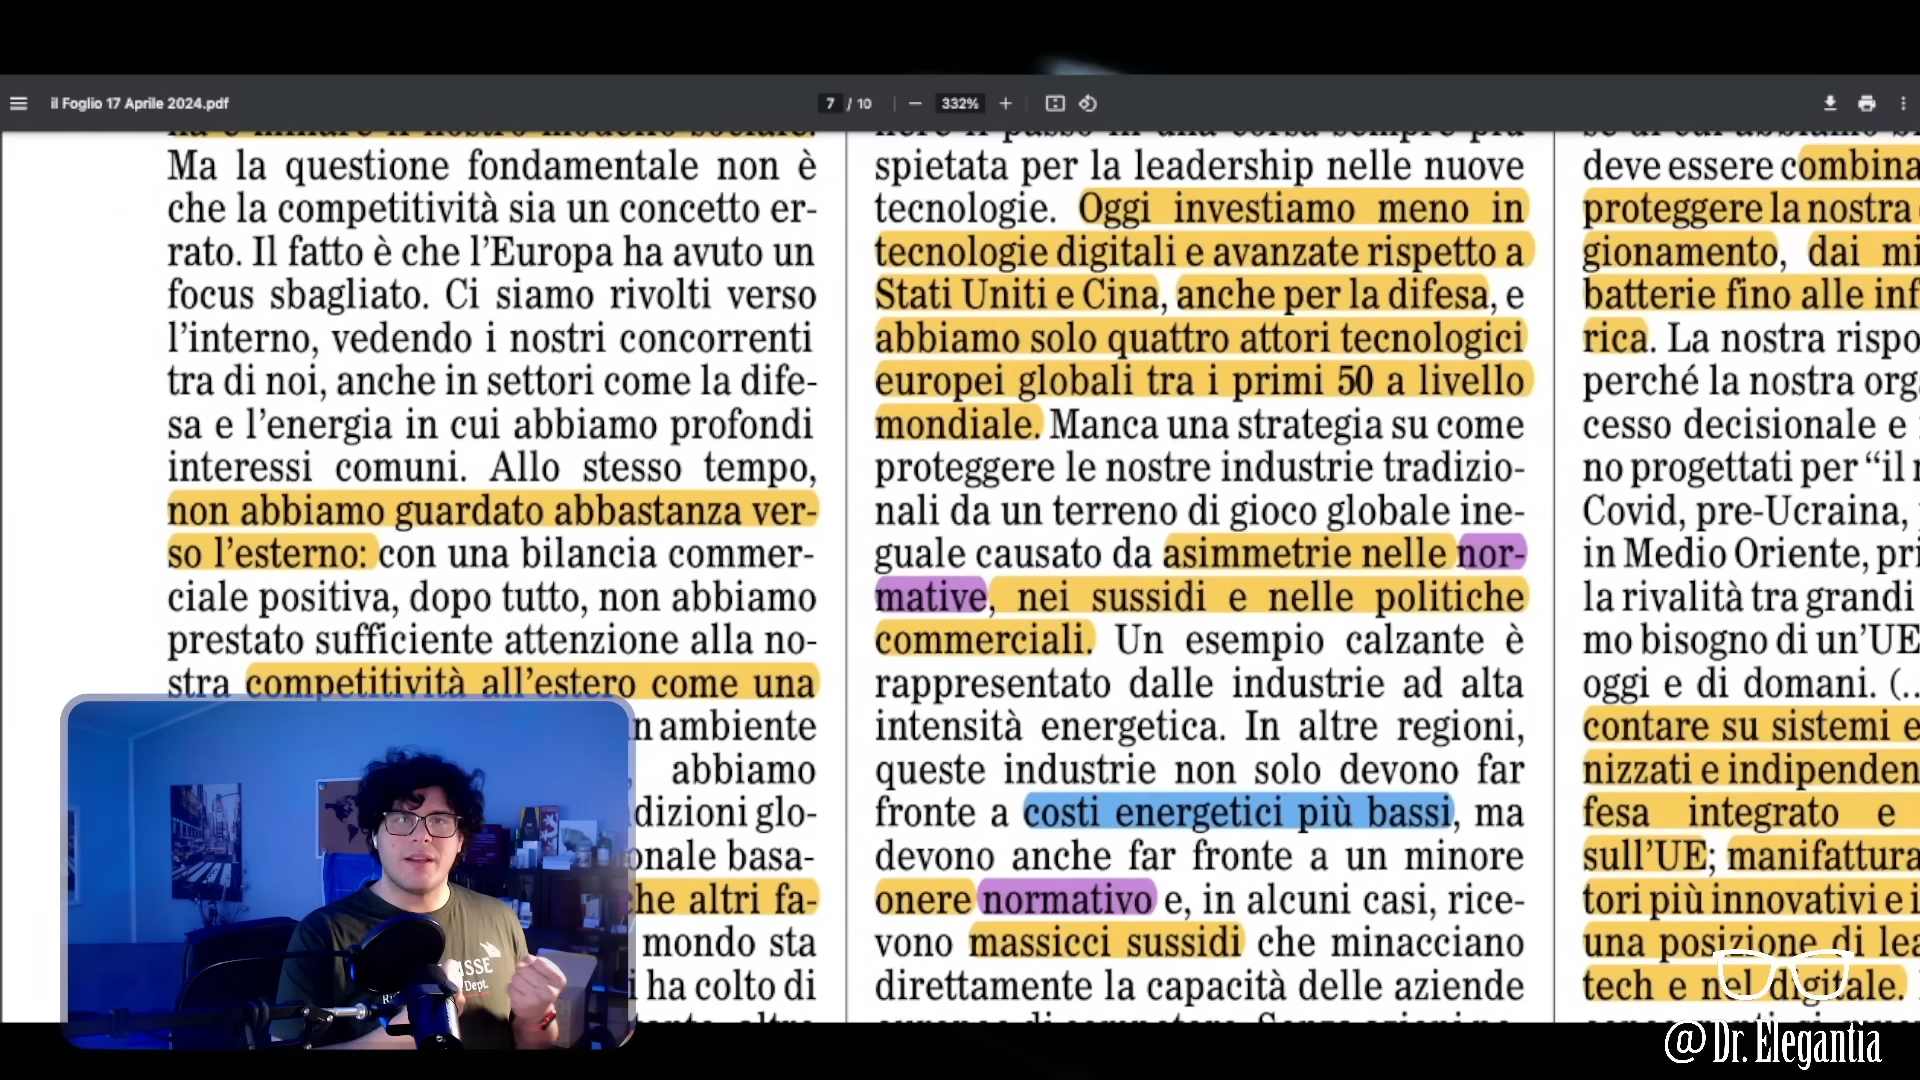 il Foglio 17 Aprile 2024.pdf
7 / 10
332%
Ma la questione fondamentale non è
che la competitività sia un concetto er-
rato. Il fatto è che l’Europa ha avuto un
focus sbagliato. Ci siamo rivolti verso
l’interno, vedendo i nostri concorrenti
tra di noi, anche in settori come la dife-
sa e l’energia in cui abbiamo profondi
interessi comuni. Allo stesso tempo,
non abbiamo guardato abbastanza ver-
so l’esterno: con una bilancia commer-
ciale positiva, dopo tutto, non abbiamo
prestato sufficiente attenzione alla no-
stra competitività all’estero come una
ambiente
abbiamo
dizioni glo-
onale basa-
che altri fa-
mondo sta
i ha colto di
spietata per la leadership nelle nuove
tecnologie. Oggi investiamo meno in
tecnologie digitali e avanzate rispetto a
Stati Uniti e Cina, anche per la difesa, e
abbiamo solo quattro attori tecnologici
europei globali tra i primi 50 a livello
mondiale. Manca una strategia su come
proteggere le nostre industrie tradizio-
nali da un terreno di gioco globale ine-
guale causato da asimmetrie nelle nor-
mative, nei sussidi e nelle politiche
commerciali. Un esempio calzante è
rappresentato dalle industrie ad alta
intensità energetica. In altre regioni,
queste industrie non solo devono far
fronte a costi energetici più bassi, ma
devono anche far fronte a un minore
onere normativo e, in alcuni casi, rice-
vono massicci sussidi che minacciano
direttamente la capacità delle aziende
deve essere combina
proteggere la nostra
gionamento, dai mi
batterie fino alle inf
rica. La nostra rispo
perché la nostra org
cesso decisionale e
no progettati per “il
Covid, pre-Ucraina,
in Medio Oriente, pri
la rivalità tra grandi
mo bisogno di un’UE
oggi e di domani. (..
contare su sistemi e
nizzati e indipenden
fesa integrato e
sull’UE; manifattura
tori più innovativi e i
una posizione di lea
tech e nel digitale.
SSE
Dept.
@Dr. Elegantia